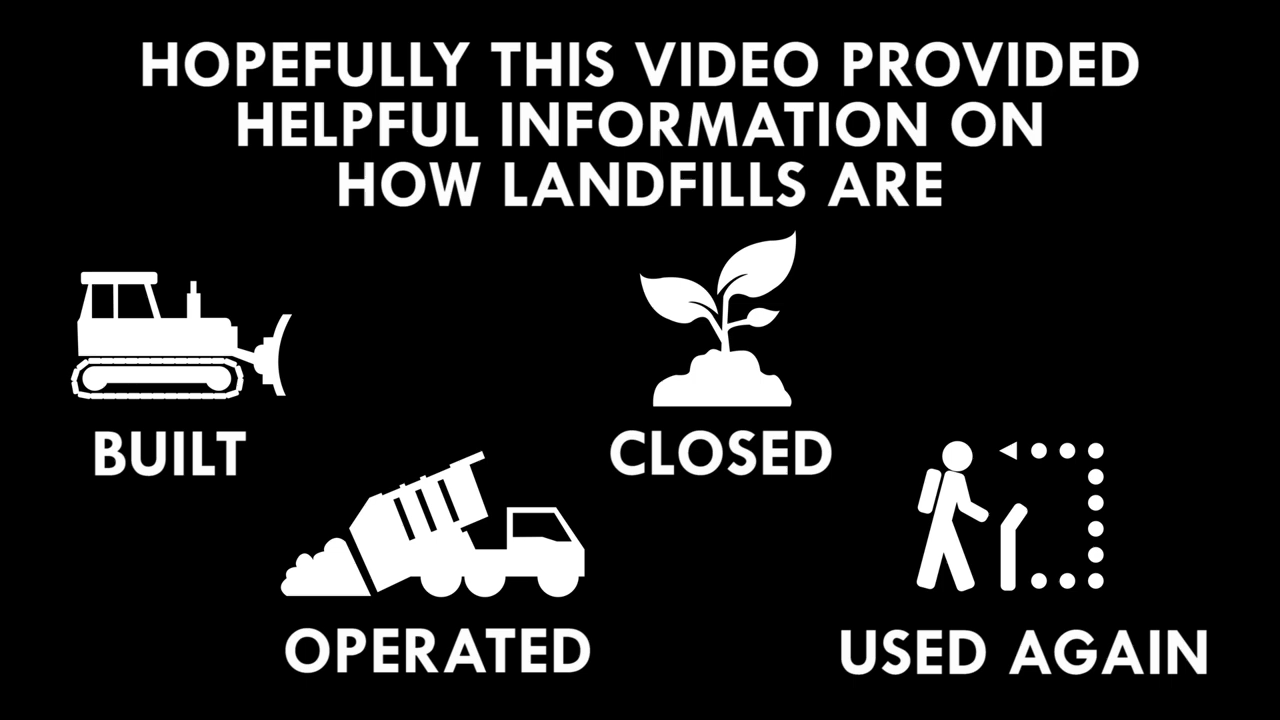 HOPEFULLY THIS VIDEO PROVIDED
HELPFUL INFORMATION ON
HOW LANDFILLS ARE
BUILT
OPERATED
CLOSED
USED AGAIN